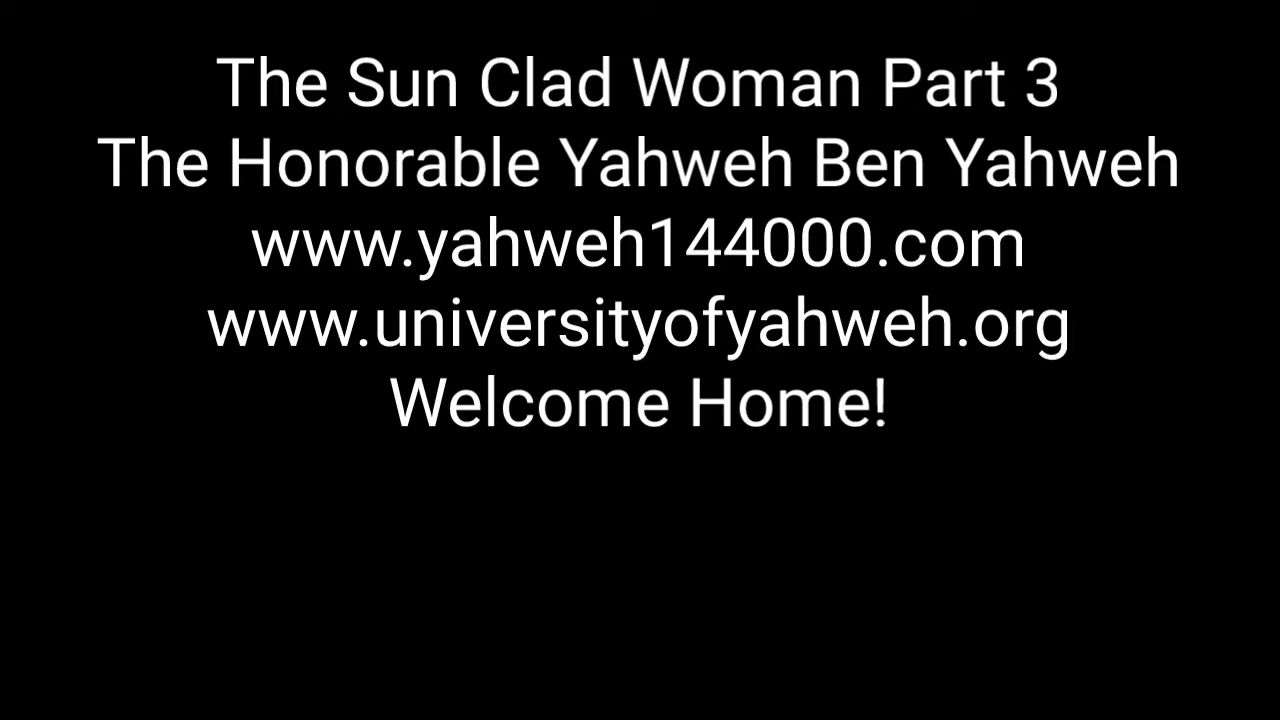 The Sun Clad Woman Part 3
The Honorable Yahweh Ben Yahweh
www.yahweh144000.com
www.universityofyahweh.org
Welcome Home!